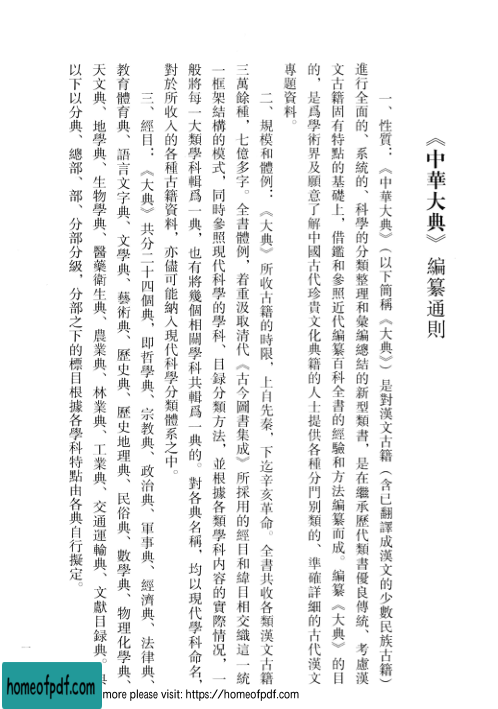 《中華大典》編纂通則
一、性質：《中華大典》（以下簡稱《大典》）是對漢文古籍（含已翻譯成漢文的少數民族古籍）
進行全面的、系統的、科學的分類整理和彙編總結的新型類書，是在繼承歷代類書優良傳統、考慮漢
文古籍固有特點的基礎上，借鑑和參照近代編纂百科全書的經驗和方法編纂而成。編纂《大典》的目
的，是爲學術界及願意了解中國古代珍貴文化典籍的人士提供各種分門別類的、準確詳細的古代漢文
專題資料。
二、規模和體例：《大典》所收古籍的時限，上自先秦，下迄辛亥革命。全書共收各類漢文古籍
三萬餘種，七億多字。全書體例，着重汲取清代《古今圖書集成》所採用的經目和緯目相交織這一統
一框架結構的模式，同時參照現代科學的學科、目録分類方法，並根據各類學科内容的實際情況，一
般將每一大類學科輯爲一典，也有將幾個相關學科共輯爲一典的。對各典名稱，均以現代學科命名，
對於所收入的各種古籍資料，亦儘可能納入現代科學分類體系之中。
三、經目：《大典》共分二十四個典，即哲學典、宗教典、政治典、軍事典、經濟典、法律典、
教育體育典、語言文字典、文學典、藝術典、歷史典、歷史地理典、民俗典、數學典、物理化學典、
天文典、地學典、生物學典、醫藥衛生典、農業典、林業典、工業典、交通運輸典、文獻目録典。典
以下以分典、總部、部、分部分級，分部之下的標目根據各學科特點由各典自行擬定。
一
homeofpdf.com
more please visit: https://homeofpdf.com